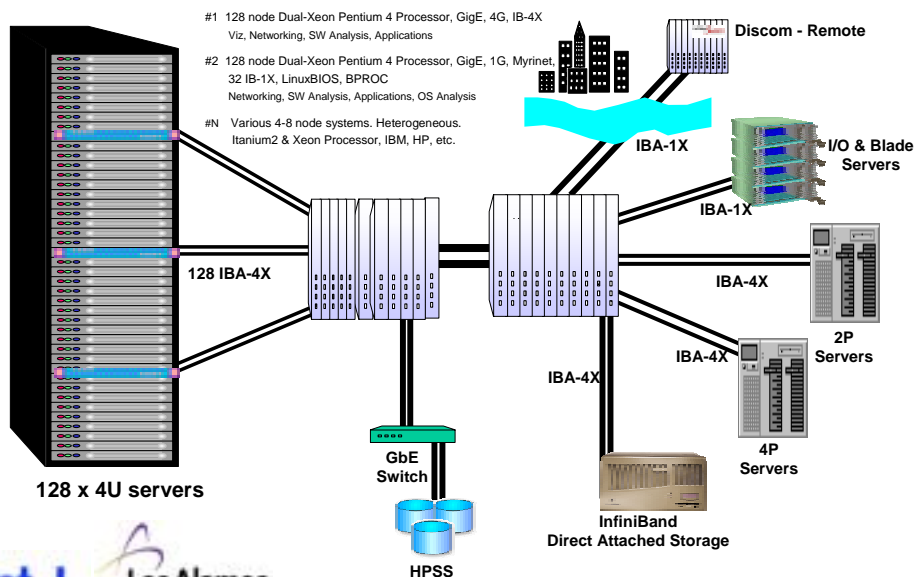 #1 128 node Dual-Xeon Pentium 4 Processor, GigE, 4G, IB-4X
Viz, Networking, SW Analysis, Applications
#2 128 node Dual-Xeon Pentium 4 Processor, GigE, 1G, Myrinet,
32 IB-1X, LinuxBIOS, BPROC
Networking, SW Analysis, Applications, OS Analysis
#N Various 4-8 node systems. Heterogeneous.
Itanium2 & Xeon Processor, IBM, HP, etc.
Discom - Remote
IBA-1X
I/O & Blade
Servers
IBA-1X
128 IBA-4X
IBA-4X
2P
Servers
IBA-4X
IBA-4X
4P
Servers
GbE
Switch
128 x 4U servers
InfiniBand
Direct Attached Storage
HPSS
Los Alamos